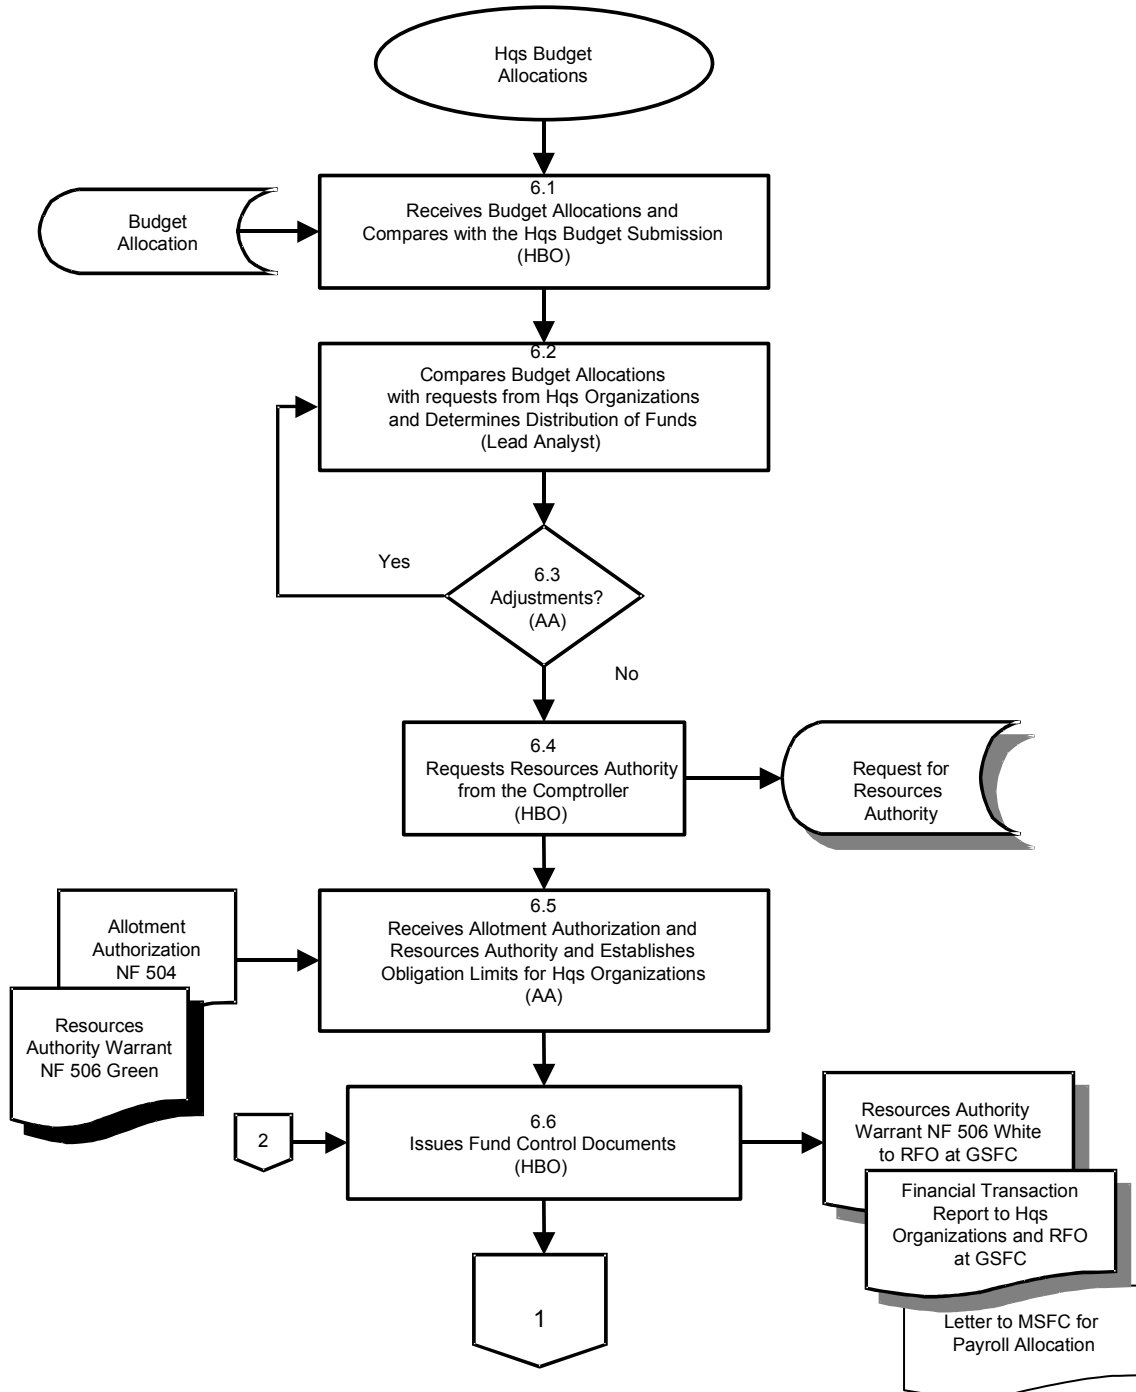 Hqs Budget
Allocations
6.1
Receives Budget Allocations and
Compares with the Hqs Budget Submission
(HBO)
Budget
Allocation
6.2
Compares Budget Allocations
with requests from Hqs Organizations
and Determines Distribution of Funds
(Lead Analyst)
Yes
6.3
Adjustments?
(AA)
No
6.4
Requests Resources Authority
from the Comptroller
(HBO)
Request for
Resources
Authority
6.5
Receives Allotment Authorization and
Resources Authority and Establishes
Obligation Limits for Hqs Organizations
(AA)
Allotment
Authorization
NF 504
Resources
Authority Warrant
NF 506 Green
2
6.6
Issues Fund Control Documents
(HBO)
Resources Authority
Warrant NF 506 White
to RFO at GSFC
Financial Transaction
Report to Hqs
Organizations and RFO
at GSFC
Letter to MSFC for
Payroll Allocation
1